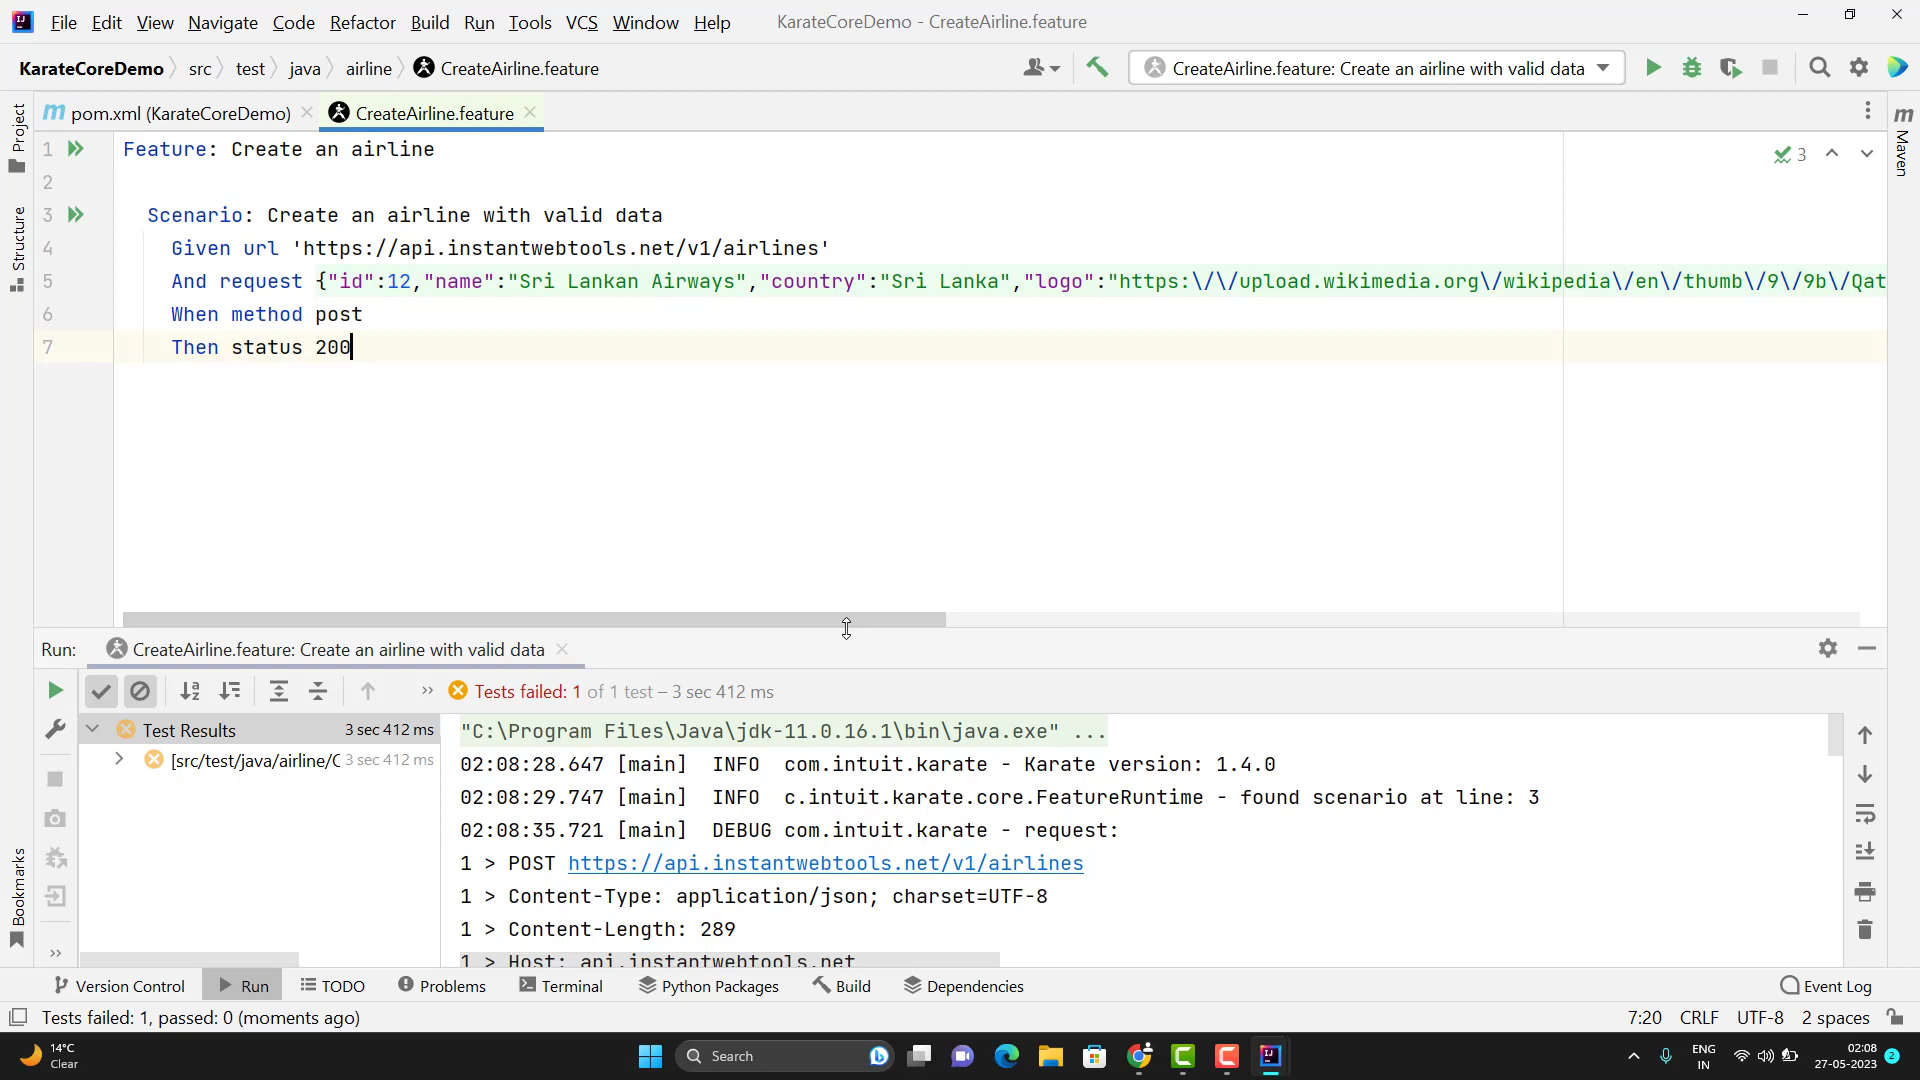 File Edit View Navigate Code Refactor Build Run Tools VCS Window Help KarateCoreDemo - CreateAirline.feature
KarateCoreDemo src test java airline CreateAirline.feature CreateAirline.feature: Create an airline with valid data
pom.xml (KarateCoreDemo) CreateAirline.feature
Project
Structure
Bookmarks
Maven
1 Feature: Create an airline
3
2
3 Scenario: Create an airline with valid data
4 Given url 'https://api.instantwebtools.net/v1/airlines'
5 And request {"id":12,"name":"Sri Lankan Airways","country":"Sri Lanka","logo":"https:\/\/upload.wikimedia.org\/wikipedia\/en\/thumb\/9\/9b\/Qat
6 When method post
7 Then status 200
Run: CreateAirline.feature: Create an airline with valid data
Tests failed: 1 of 1 test – 3 sec 412 ms
Test Results 3 sec 412 ms
[src/test/java/airline/C 3 sec 412 ms
"C:\Program Files\Java\jdk-11.0.16.1\bin\java.exe" ...
02:08:28.647 [main] INFO com.intuit.karate - Karate version: 1.4.0
02:08:29.747 [main] INFO c.intuit.karate.core.FeatureRuntime - found scenario at line: 3
02:08:35.721 [main] DEBUG com.intuit.karate - request:
1 > POST https://api.instantwebtools.net/v1/airlines
1 > Content-Type: application/json; charset=UTF-8
1 > Content-Length: 289
1 > Host: api.instantwebtools.net
Version Control Run TODO Problems Terminal Python Packages Build Dependencies Event Log
Tests failed: 1, passed: 0 (moments ago) 7:20 CRLF UTF-8 2 spaces
14°C
Clear
Search
ENG
IN
02:08
27-05-2023
2